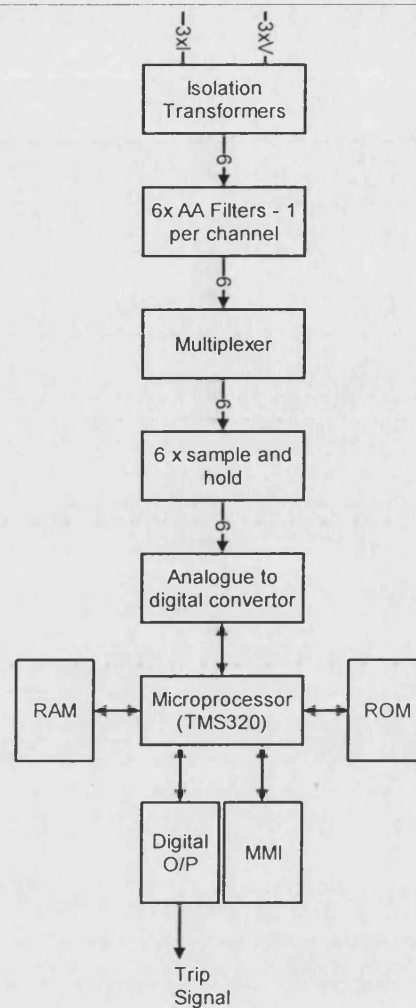 3xI
3xV
Isolation
Transformers
6
6x AA Filters - 1
per channel
6
Multiplexer
6
6 x sample and
hold
6
Analogue to
digital convertor
RAM
Microprocessor
(TMS320)
ROM
Digital
O/P
MMI
Trip
Signal